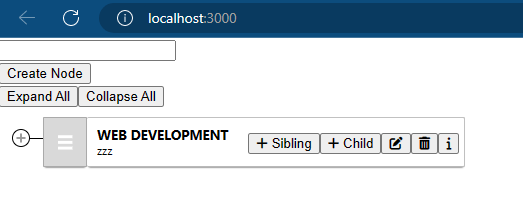 localhost:3000
Create Node
Expand All Collapse All
WEB DEVELOPMENT
zzz
+ Sibling + Child i